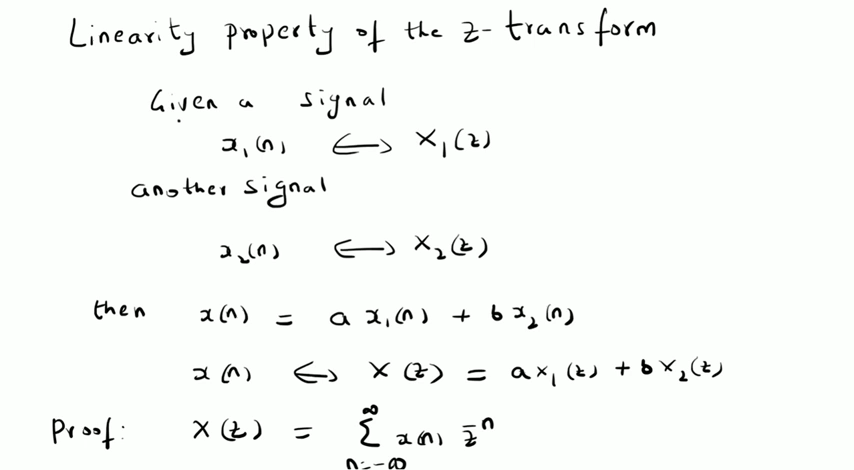 Linearity property of the z-transform
Given a signal
x₁(n) ⟷ X₁(z)
another signal
x₂(n) ⟷ X₂(z)
then x(n) = a x₁(n) + b x₂(n)
x(n) ⟷ X(z) = a X₁(z) + b X₂(z)
Proof: X(z) = ∑_{n=-∞}^{∞} x(n) z⁻ⁿ